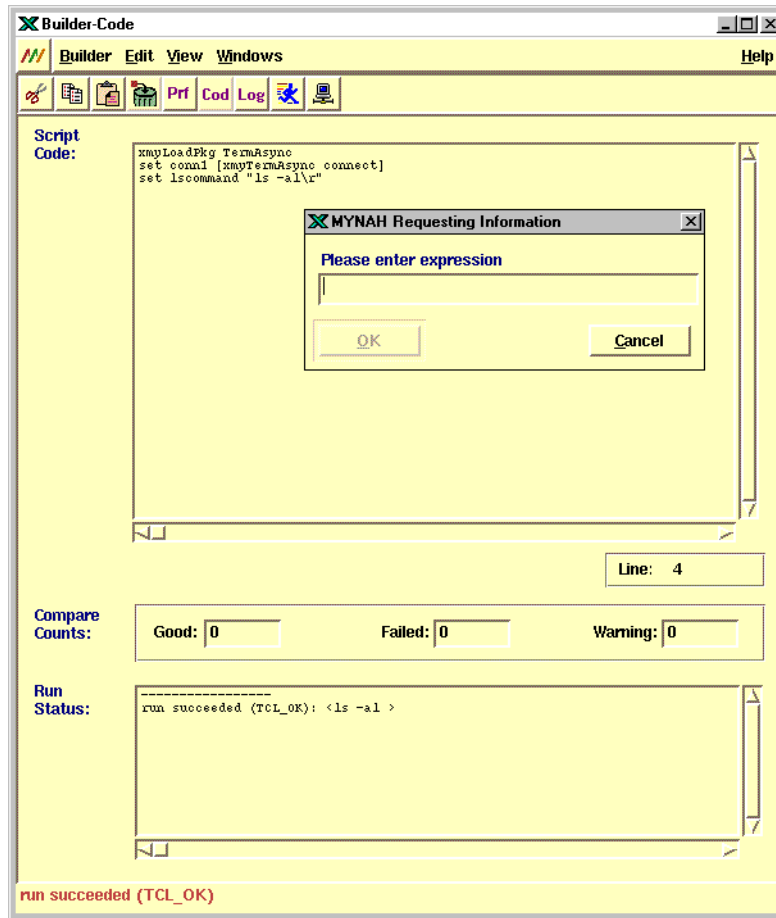 Builder-Code
Builder Edit View Windows Help
Prf Cod Log
Script
Code:
xmyLoadPkg TermAsync
set conn1 [xmyTermAsync connect]
set lscommand "ls -al\r"
MYNAH Requesting Information
Please enter expression
OK Cancel
Line: 4
Compare
Counts:
Good: 0 Failed: 0 Warning: 0
Run
Status:
-----------------
run succeeded (TCL_OK): <ls -al >
run succeeded (TCL_OK)